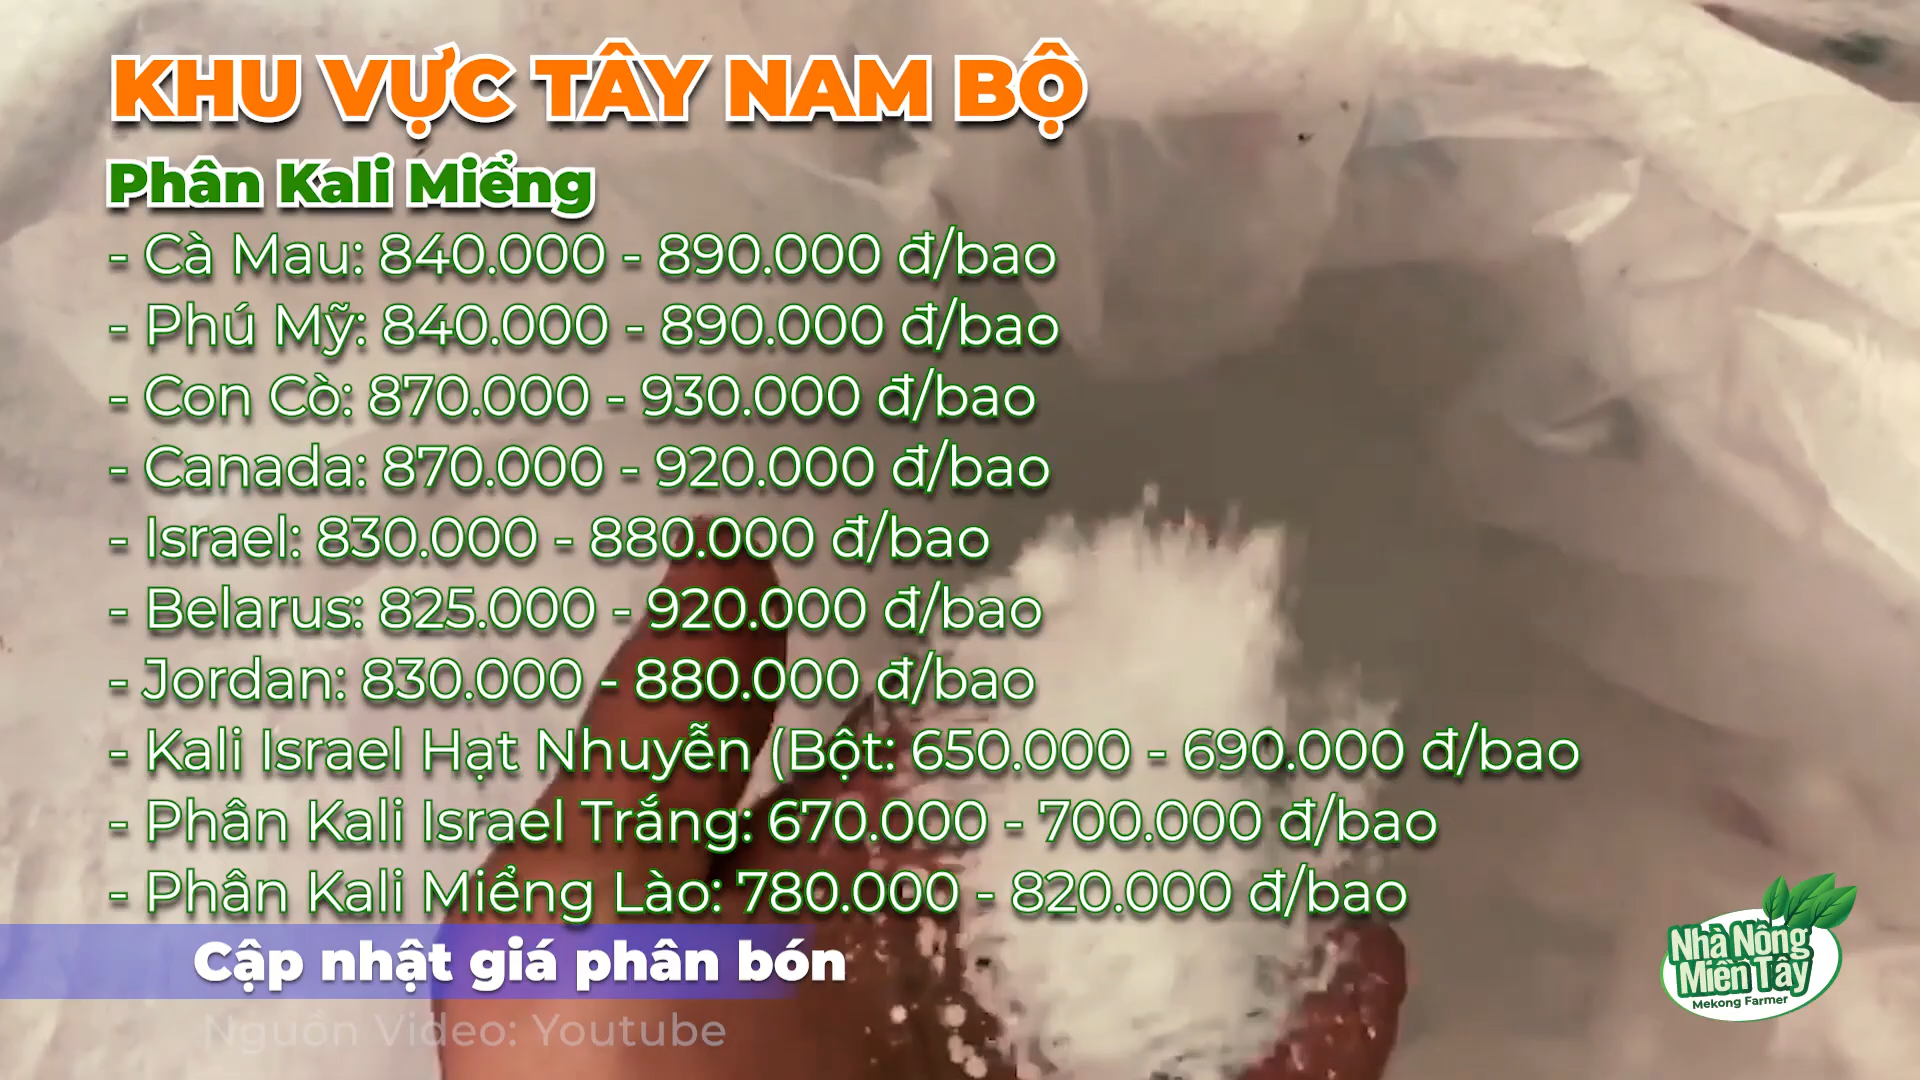 KHU VỰC TÂY NAM BỘ
Phân Kali Miểng
- Cà Mau: 840.000 - 890.000 đ/bao
- Phú Mỹ: 840.000 - 890.000 đ/bao
- Con Cò: 870.000 - 930.000 đ/bao
- Canada: 870.000 - 920.000 đ/bao
- Israel: 830.000 - 880.000 đ/bao
- Belarus: 825.000 - 920.000 đ/bao
- Jordan: 830.000 - 880.000 đ/bao
- Kali Israel Hạt Nhuyễn (Bột: 650.000 - 690.000 đ/bao
- Phân Kali Israel Trắng: 670.000 - 700.000 đ/bao
- Phân Kali Miểng Lào: 780.000 - 820.000 đ/bao
Cập nhật giá phân bón
Nguồn Video: Youtube
Nhà Nông
Miền Tây
Mekong Farmer